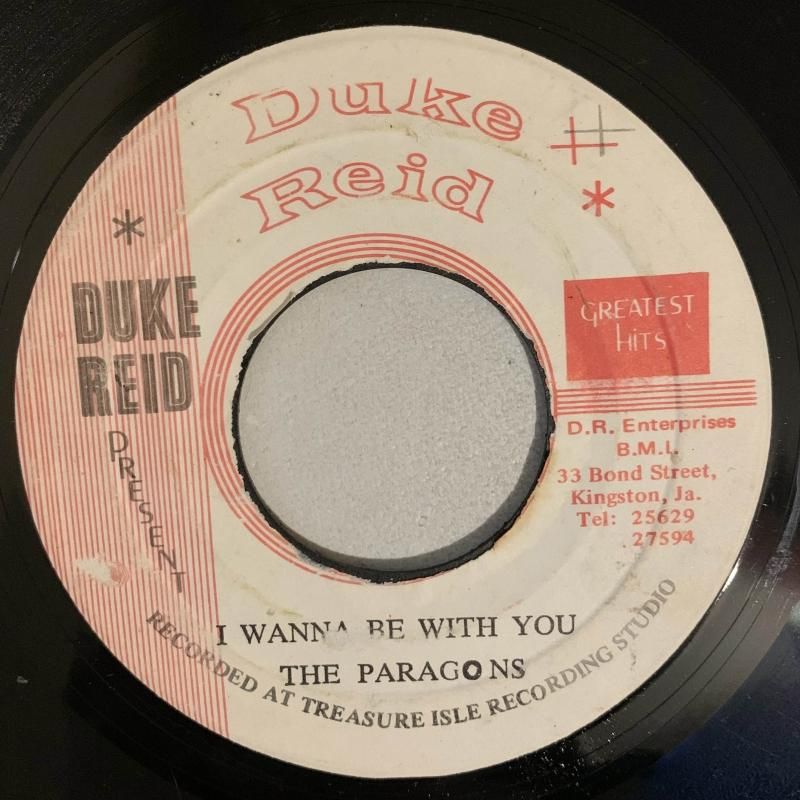 Duke
Reid
*
*
DUKE
REID
PRESENT
GREATEST
HITS
D.R. Enterprises
B.M.I.
33 Bond Street,
Kingston, Ja.
Tel: 25629
27594
I WANNA BE WITH YOU
THE PARAGONS
RECORDED AT TREASURE ISLE RECORDING STUDIO